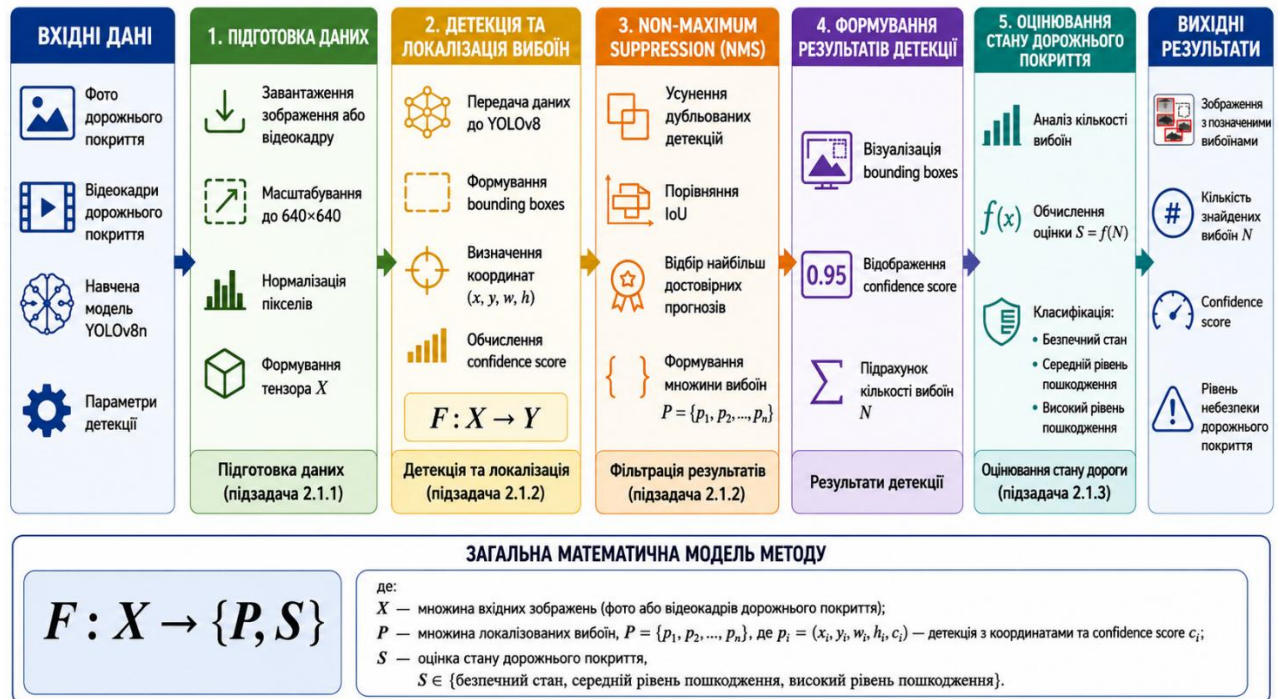 ВХІДНІ ДАНІ
Фото
дорожнього
покриття
Відеокадри
дорожнього
покриття
Навчена
модель
YOLOv8n
Параметри
детекції
1. ПІДГОТОВКА ДАНИХ
Завантаження
зображення або
відеокадру
Масштабування
до 640×640
Нормалізація
пікселів
Формування
тензора X
Підготовка даних
(підзадача 2.1.1)
2. ДЕТЕКЦІЯ ТА
ЛОКАЛІЗАЦІЯ ВИБОЇН
Передача даних
до YOLOv8
Формування
bounding boxes
Визначення
координат
(x, y, w, h)
Обчислення
confidence score
F : X → Y
Детекція та локалізація
(підзадача 2.1.2)
3. NON-MAXIMUM
SUPPRESSION (NMS)
Усунення
дубльованих
детекцій
Порівняння
IoU
Відбір найбільш
достовірних
прогнозів
{ }
Формування
множини вибоїн
P = {p₁, p₂, ..., pₙ}
Фільтрація результатів
(підзадача 2.1.2)
4. ФОРМУВАННЯ
РЕЗУЛЬТАТІВ ДЕТЕКЦІЇ
Візуалізація
bounding boxes
0.95
Відображення
confidence score
Σ
Підрахунок
кількості вибоїн
N
Результати детекції
5. ОЦІНЮВАННЯ
СТАНУ ДОРОЖНЬОГО
ПОКРИТТЯ
Аналіз кількості
вибоїн
f(x)
Обчислення
оцінки S = f(N)
Класифікація:
• Безпечний стан
• Середній рівень
пошкодження
• Високий рівень
пошкодження
Оцінювання стану дороги
(підзадача 2.1.3)
ВИХІДНІ
РЕЗУЛЬТАТИ
Зображення
з позначеними
вибоїнами
#
Кількість
знайдених
вибоїн N
Confidence
score
Рівень
небезпеки
дорожнього
покриття
ЗАГАЛЬНА МАТЕМАТИЧНА МОДЕЛЬ МЕТОДУ
F : X → {P, S}
де:
X — множина вхідних зображень (фото або відеокадрів дорожнього покриття);
P — множина локалізованих вибоїн, P = {p₁, p₂, ..., pₙ}, де pᵢ = (xᵢ, yᵢ, wᵢ, hᵢ, cᵢ) — детекція з координатами та confidence score cᵢ;
S — оцінка стану дорожнього покриття,
S ∈ {безпечний стан, середній рівень пошкодження, високий рівень пошкодження}.